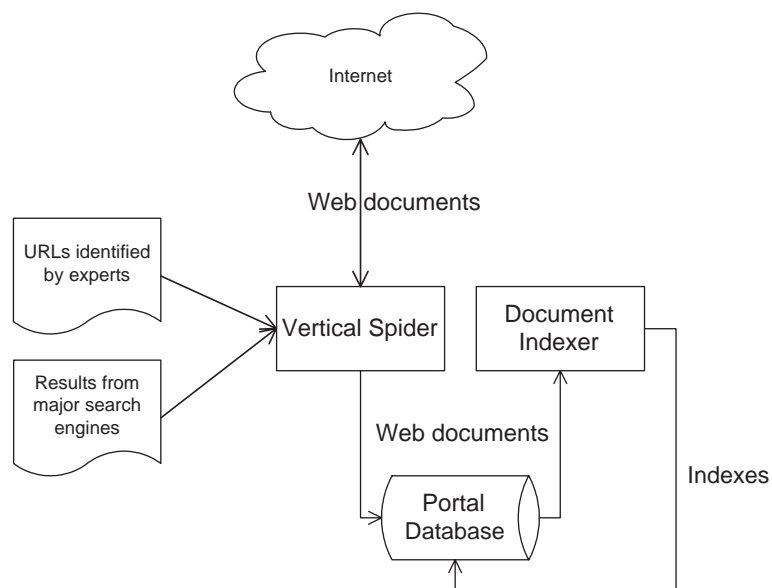 Internet
Web documents
URLs identified
by experts
Vertical Spider
Document
Indexer
Results from
major search
engines
Web documents
Indexes
Portal
Database